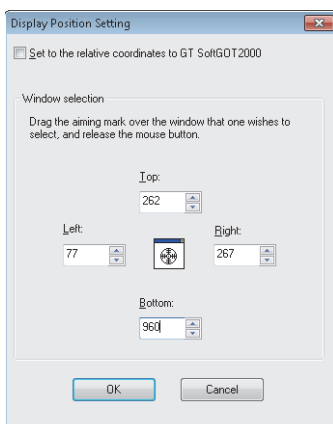 Display Position Setting
Set to the relative coordinates to GT SoftGOT2000
Window selection
Drag the aiming mark over the window that one wishes to
select, and release the mouse button.
Top:
262
Left:
Right:
77
267
Bottom:
960
OK
Cancel